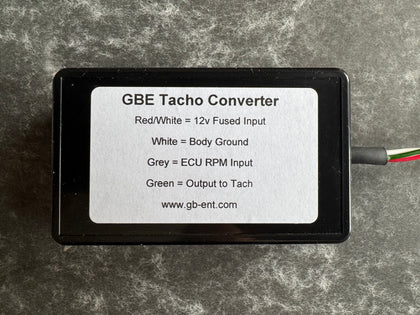 GBE Tacho Converter
Red/White = 12v Fused Input
White = Body Ground
Grey = ECU RPM Input
Green = Output to Tach
www.gb-ent.com